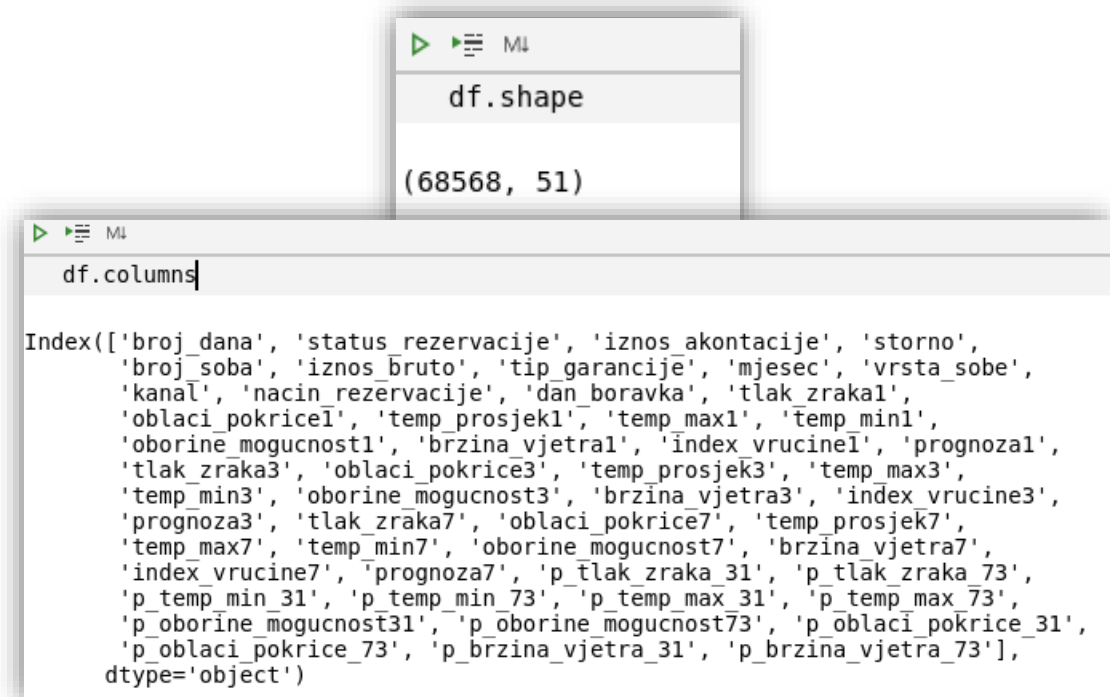 M↓
df.shape
(68568, 51)
M↓
df.columns
Index(['broj_dana', 'status_rezervacije', 'iznos_akontacije', 'storno',
'broj_soba', 'iznos_bruto', 'tip_garancije', 'mjesec', 'vrsta_sobe',
'kanal', 'nacin_rezervacije', 'dan_boravka', 'tlak_zraka1',
'oblaci_pokrice1', 'temp_prosjek1', 'temp_max1', 'temp_min1',
'oborine_mogucnost1', 'brzina_vjetra1', 'index_vrucine1', 'prognoza1',
'tlak_zraka3', 'oblaci_pokrice3', 'temp_prosjek3', 'temp_max3',
'temp_min3', 'oborine_mogucnost3', 'brzina_vjetra3', 'index_vrucine3',
'prognoza3', 'tlak_zraka7', 'oblaci_pokrice7', 'temp_prosjek7',
'temp_max7', 'temp_min7', 'oborine_mogucnost7', 'brzina_vjetra7',
'index_vrucine7', 'prognoza7', 'p_tlak_zraka_31', 'p_tlak_zraka_73',
'p_temp_min_31', 'p_temp_min_73', 'p_temp_max_31', 'p_temp_max_73',
'p_oborine_mogucnost31', 'p_oborine_mogucnost73', 'p_oblaci_pokrice_31',
'p_oblaci_pokrice_73', 'p_brzina_vjetra_31', 'p_brzina_vjetra_73'],
dtype='object')